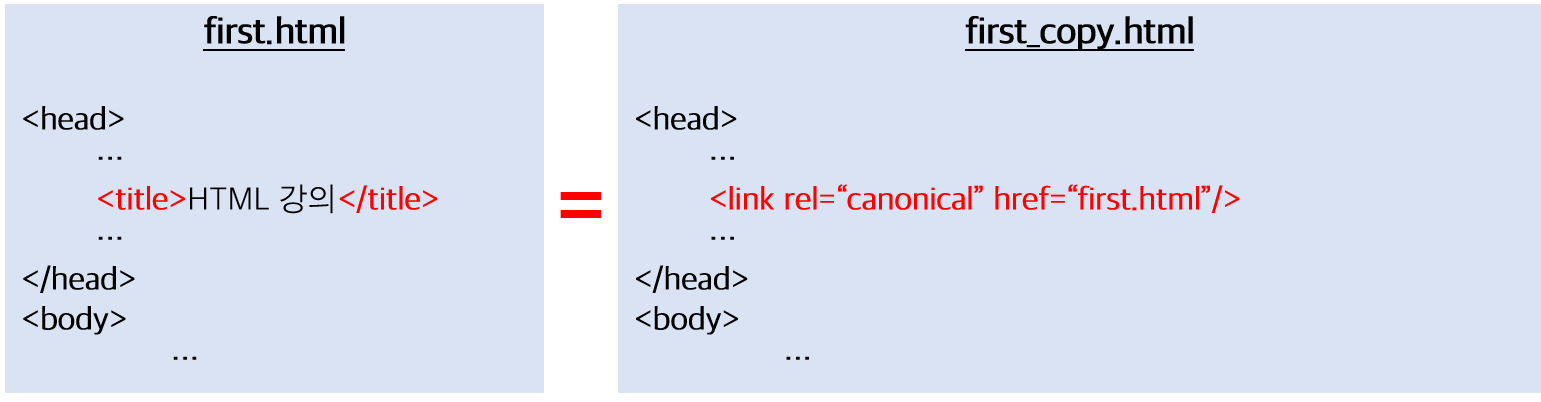 first.html
<head>
...
<title>HTML 강의</title>
...
</head>
<body>
...
=
first_copy.html
<head>
...
<link rel=“canonical” href=“first.html”/>
...
</head>
<body>
...